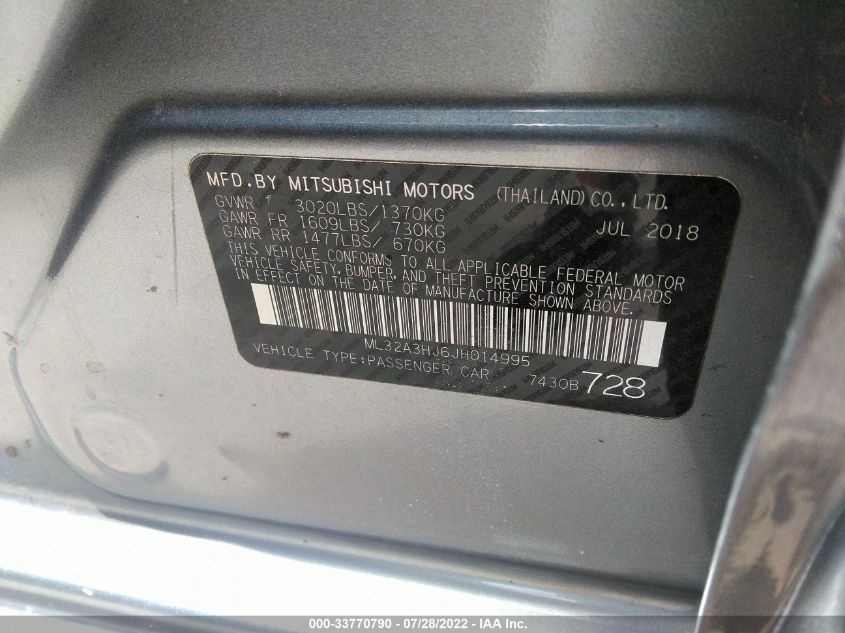 MFD.BY MITSUBISHI MOTORS (THAILAND)CO.,LTD.
GVWR 3020LBS/1370KG JUL 2018
GAWR FR 1609LBS/ 730KG
GAWR RR 1477LBS/ 670KG
THIS VEHICLE CONFORMS TO ALL APPLICABLE FEDERAL MOTOR
VEHICLE SAFETY, BUMPER, AND THEFT PREVENTION STANDARDS
IN EFFECT ON THE DATE OF MANUFACTURE SHOWN ABOVE.
ML32A3HJ6JH014995
VEHICLE TYPE:PASSENGER CAR 7430B 728
000-33770790 - 07/28/2022 - © IAA, Inc.